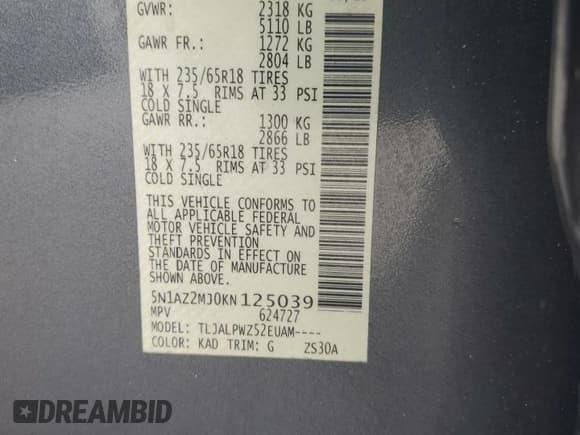 GVWR: 2318 KG
5110 LB
GAWR FR.: 1272 KG
2804 LB
WITH 235/65R18 TIRES
18 X 7.5 RIMS AT 33 PSI
COLD SINGLE
GAWR RR.: 1300 KG
2866 LB
WITH 235/65R18 TIRES
18 X 7.5 RIMS AT 33 PSI
COLD SINGLE
THIS VEHICLE CONFORMS TO
ALL APPLICABLE FEDERAL
MOTOR VEHICLE SAFETY AND
THEFT PREVENTION
STANDARDS IN EFFECT ON
THE DATE OF MANUFACTURE
SHOWN ABOVE.
5N1AZ2MJ0KN125039
MPV 624727
MODEL: TLJALPWZ52EUAM----
COLOR: KAD TRIM: G ZS30A
DREAMBID